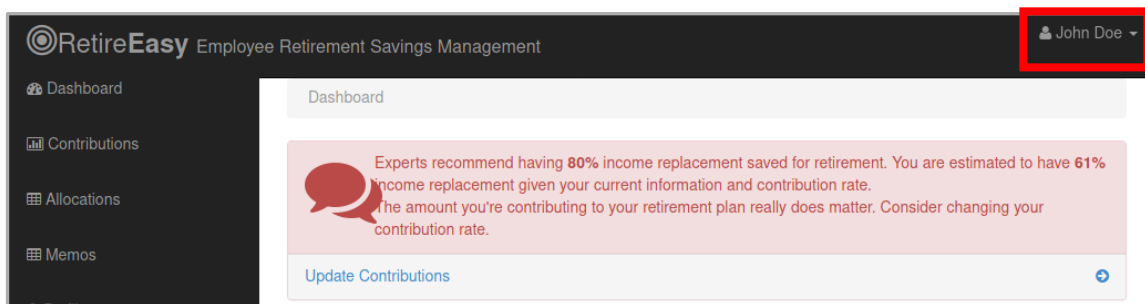 RetireEasy Employee Retirement Savings Management
John Doe
Dashboard
Contributions
Allocations
Memos
Dashboard
Experts recommend having 80% income replacement saved for retirement. You are estimated to have 61%
income replacement given your current information and contribution rate.
The amount you're contributing to your retirement plan really does matter. Consider changing your
contribution rate.
Update Contributions